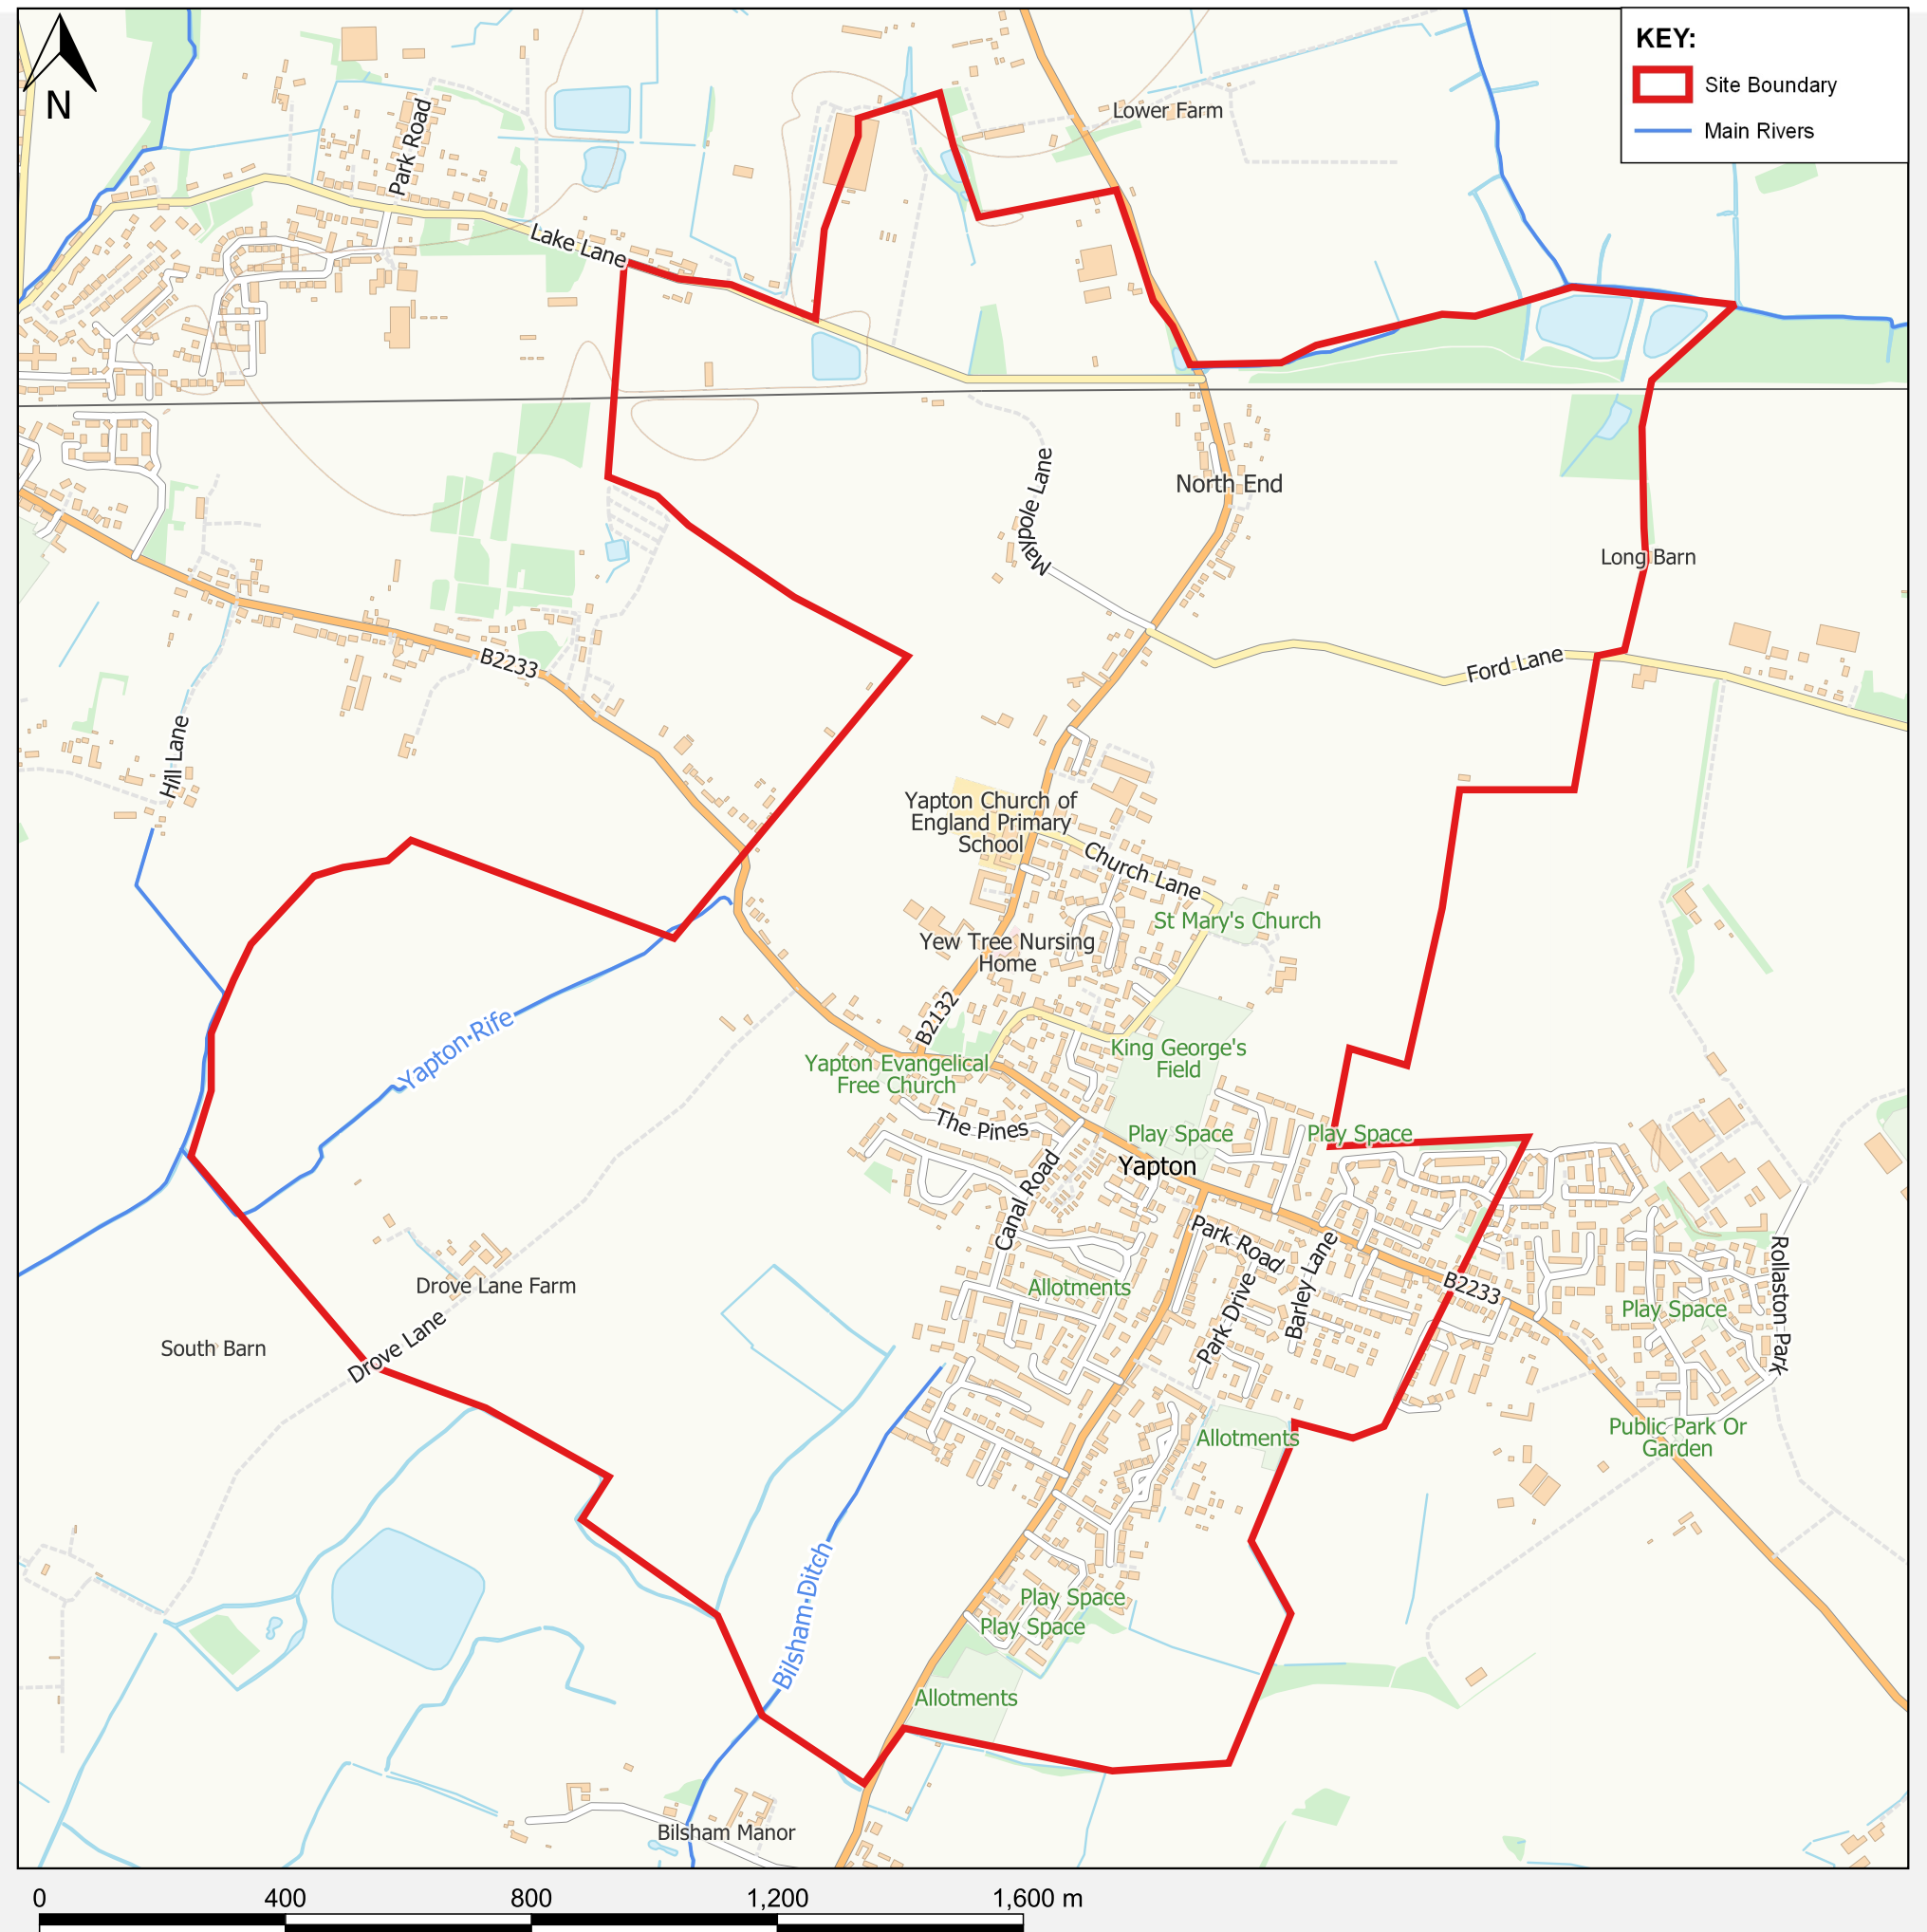 KEY:
Site Boundary
Main Rivers
N
Park Road
Lower Farm
Lake Lane
North End
Makpole Lane
Long Barn
B2233
Ford Lane
Hill Lane
Yapton Church of
England Primary
School
Church Lane
St Mary's Church
Yew Tree Nursing
Home
B2132
Yapton-Rife
Yapton Evangelical
Free Church
King George's
Field
The Pines
Play Space
Play Space
Yapton
Canal Road
Park Road
Barley Lane
Park Drive
B2233
Rollaston Park
Play Space
Allotments
Drove Lane Farm
South Barn
Drove Lane
Allotments
Public Park Or
Garden
Bilsham-Ditch
Play Space
Play Space
Allotments
Bilsham Manor
0 400 800 1,200 1,600 m